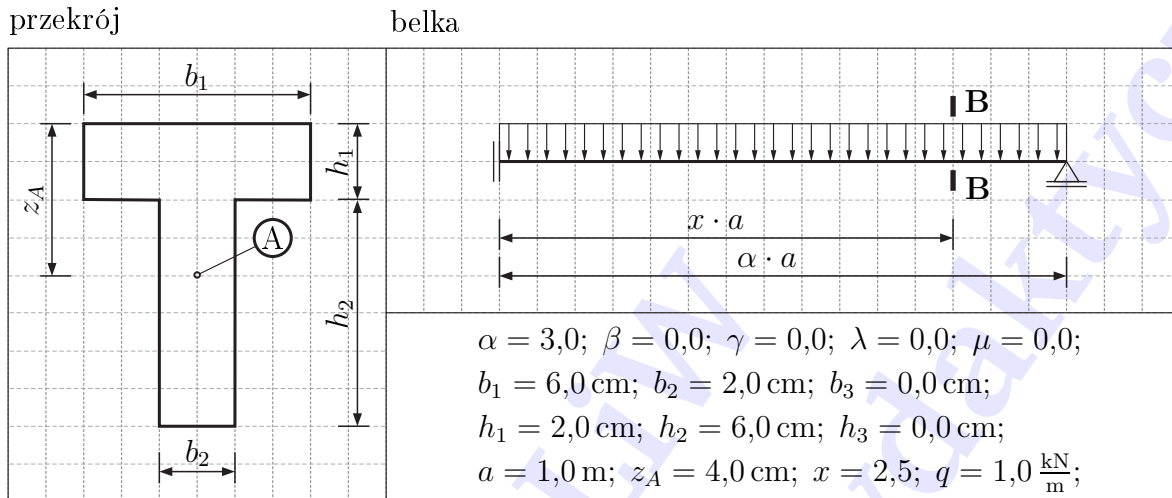 przekrój
belka
b₁
h₁
z_A
A
h₂
b₂
B
B
x · a
α · a
α = 3,0; β = 0,0; γ = 0,0; λ = 0,0; μ = 0,0;
b₁ = 6,0 cm; b₂ = 2,0 cm; b₃ = 0,0 cm;
h₁ = 2,0 cm; h₂ = 6,0 cm; h₃ = 0,0 cm;
a = 1,0 m; z_A = 4,0 cm; x = 2,5; q = 1,0 kN/m;